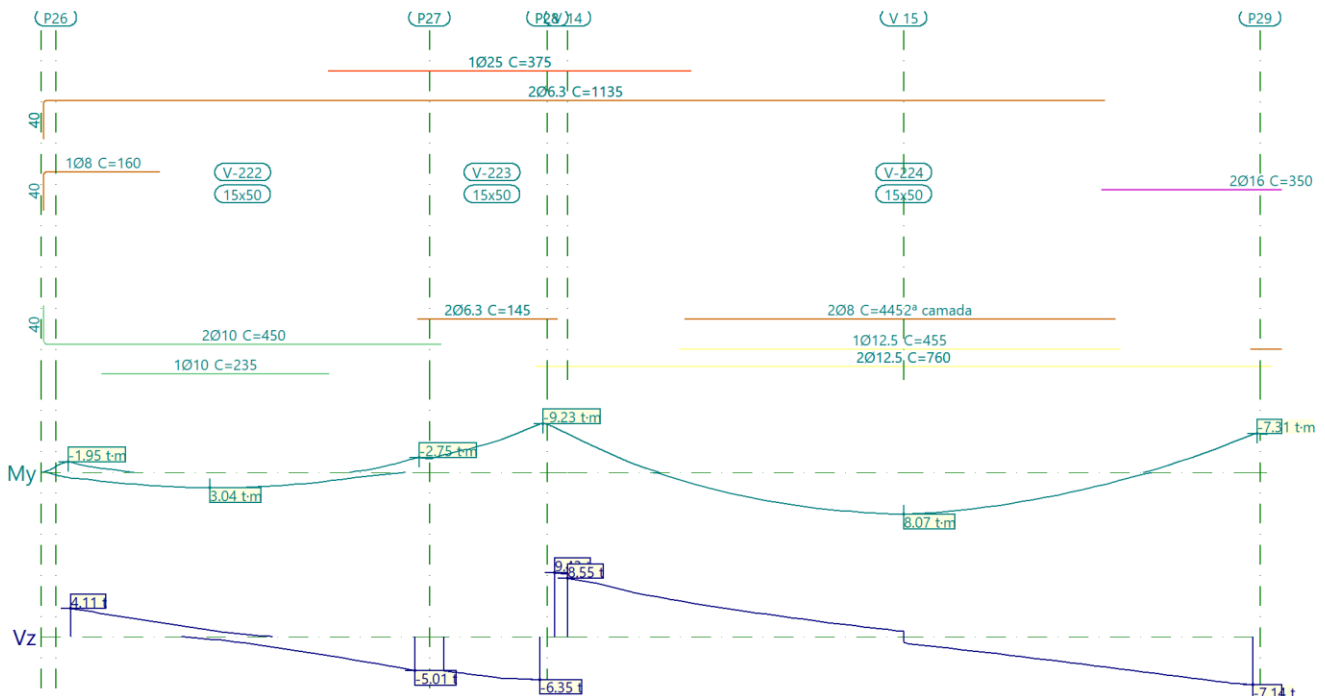 P26
P27
P28
V 14
V 15
P29
1Ø25 C=375
2Ø6.3 C=1135
40
1Ø8 C=160
40
V-222
15x50
V-223
15x50
V-224
15x50
2Ø16 C=350
40
2Ø10 C=450
1Ø10 C=235
2Ø6.3 C=145
2Ø8 C=4452ª camada
1Ø12.5 C=455
2Ø12.5 C=760
My
-1.95 t·m
3.04 t·m
-2.75 t·m
-9.23 t·m
8.07 t·m
-7.31 t·m
Vz
4.11 t
-5.01 t
-6.35 t
8.55 t
-7.14 t